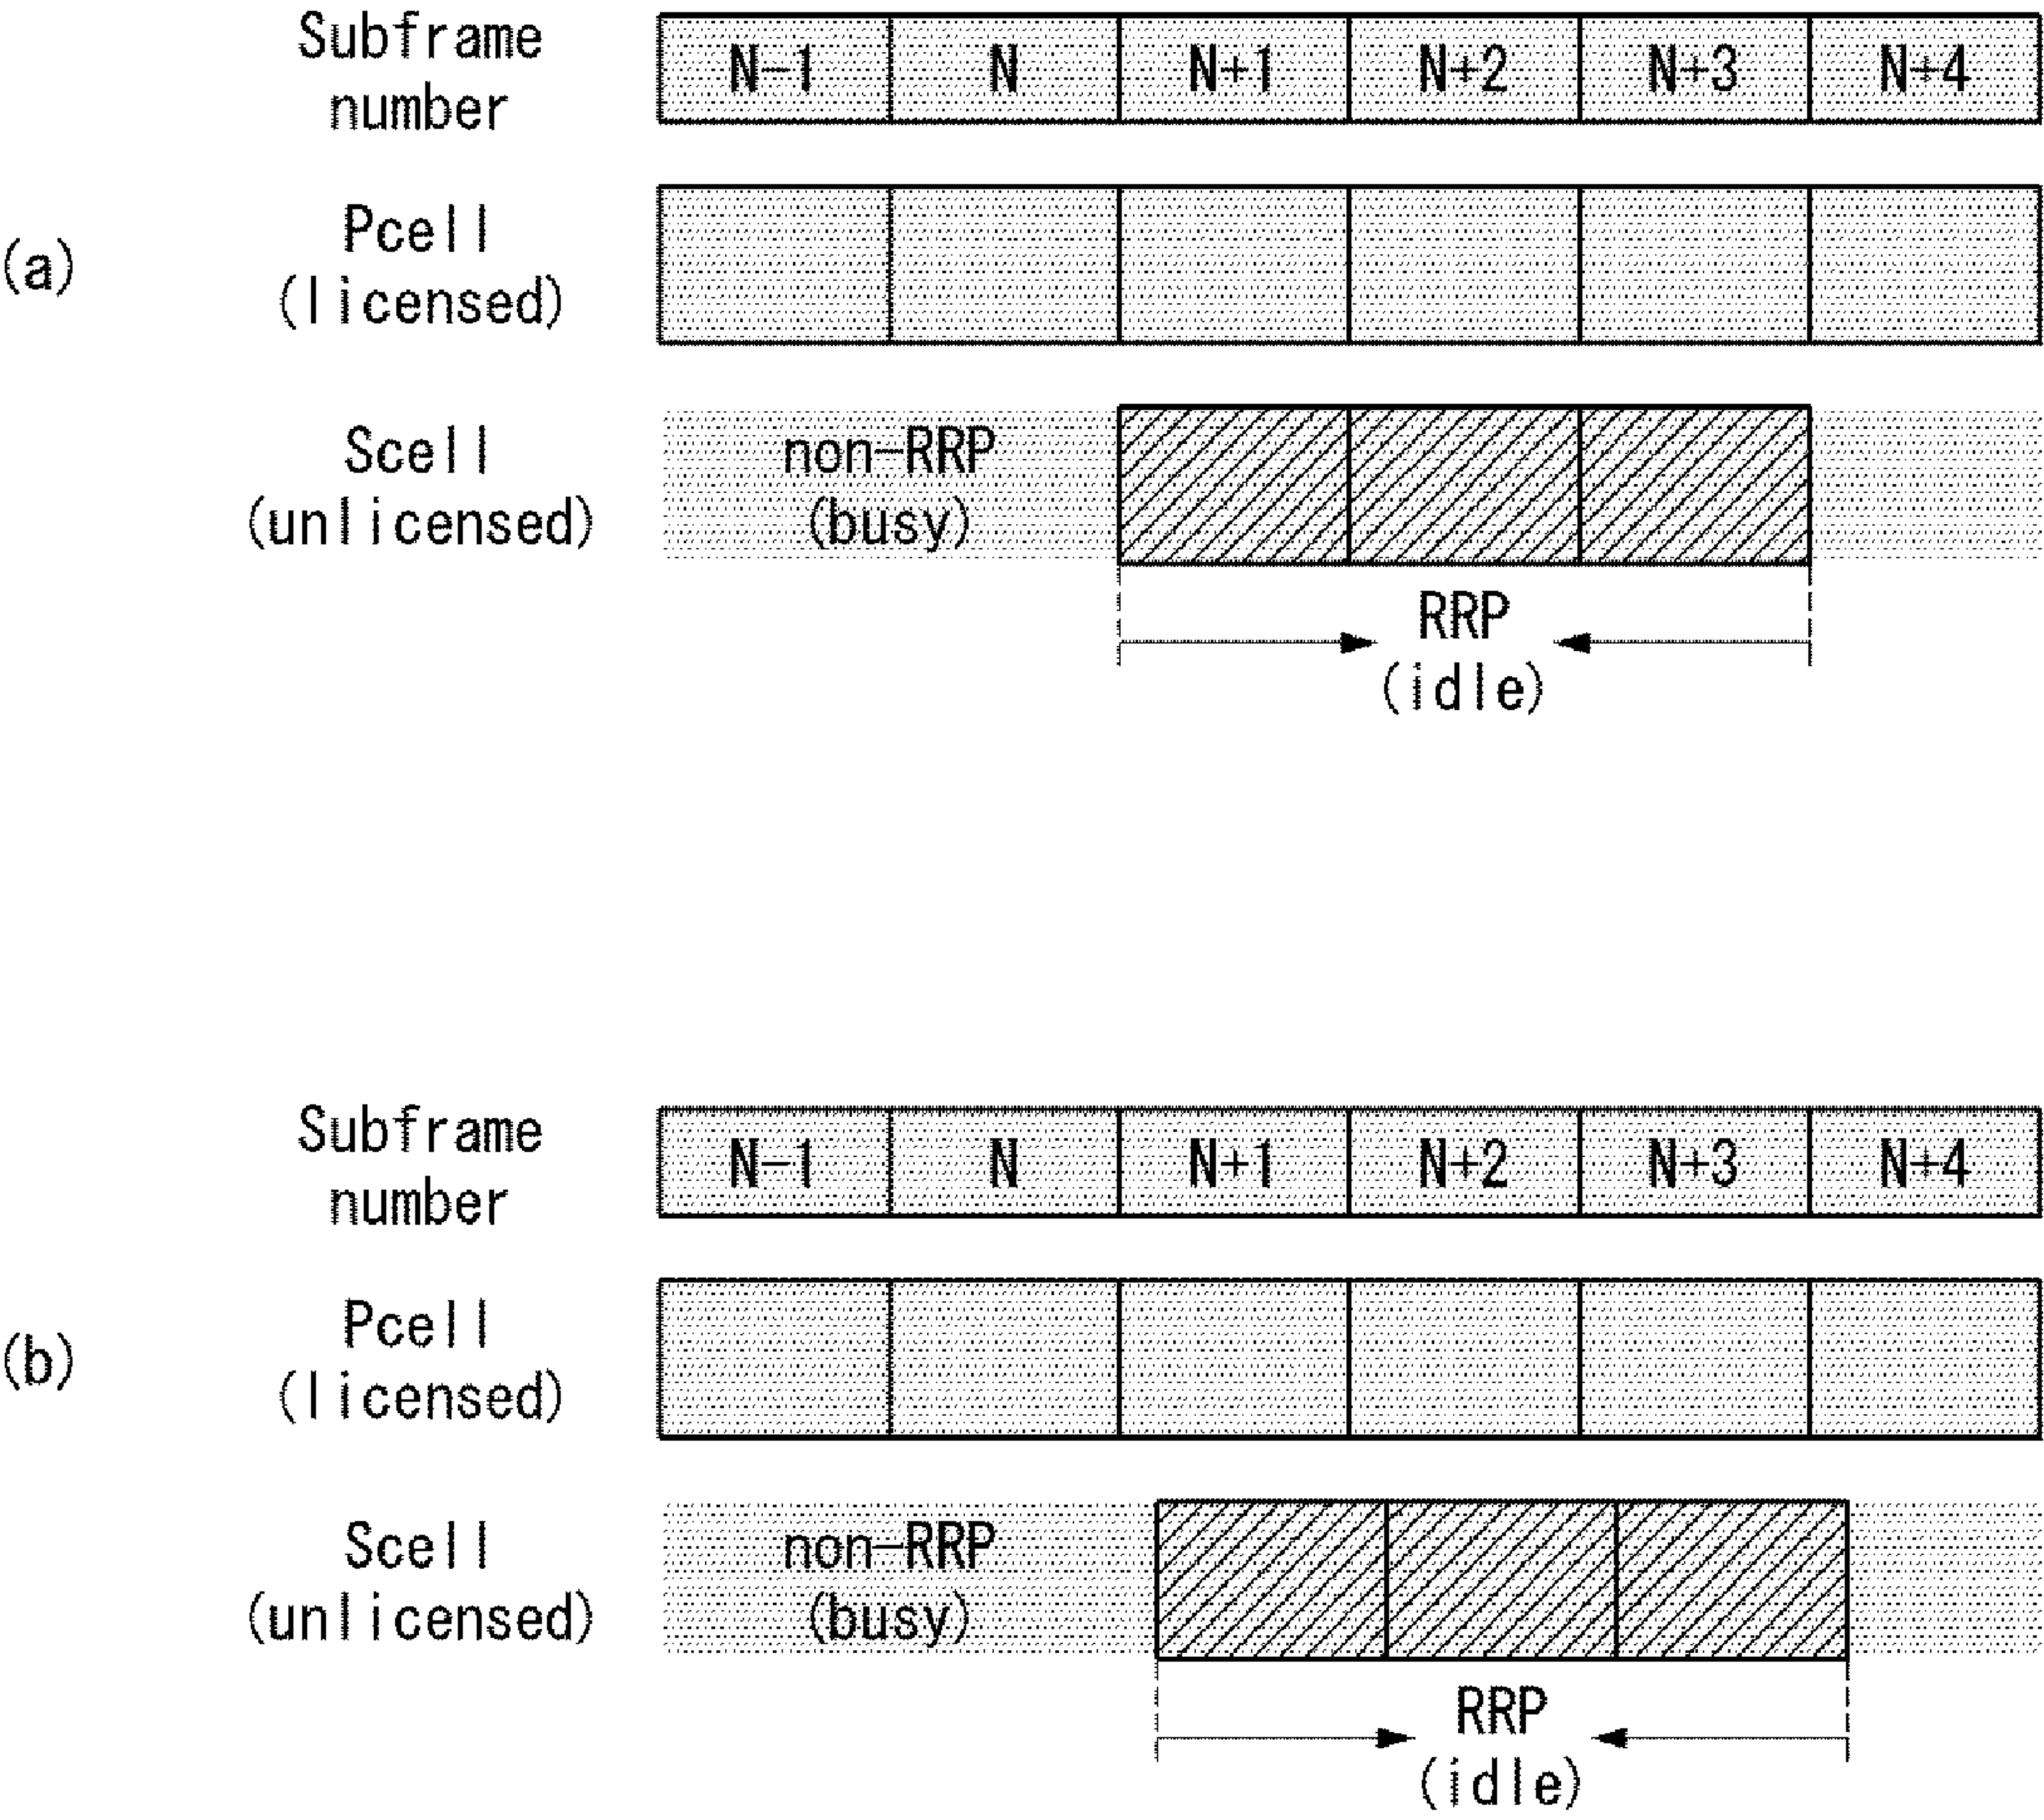 Subframe
number
N-1 N N+1 N+2 N+3 N+4
(a)
Pcell
(licensed)
Scell
(unlicensed)
non-RRP
(busy)
RRP
(idle)
Subframe
number
N-1 N N+1 N+2 N+3 N+4
(b)
Pcell
(licensed)
Scell
(unlicensed)
non-RRP
(busy)
RRP
(idle)